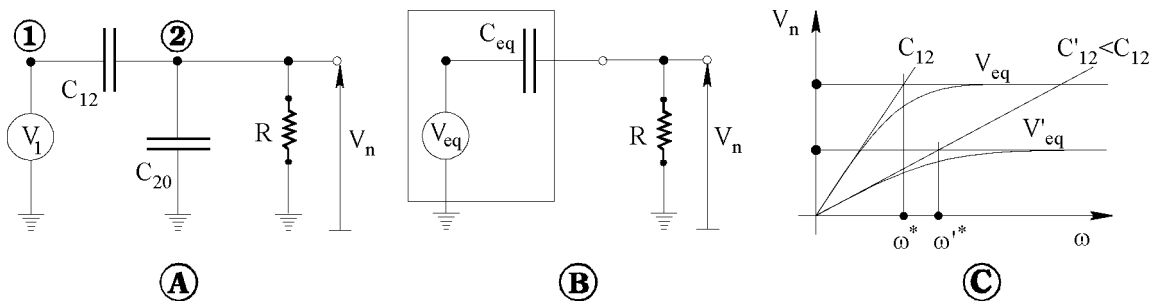 1
2
C12
V1
C20
R
Vn
A
Ceq
Veq
R
Vn
B
Vn
C12
Veq
C'12<C12
V'eq
ω*
ω'*
ω
C